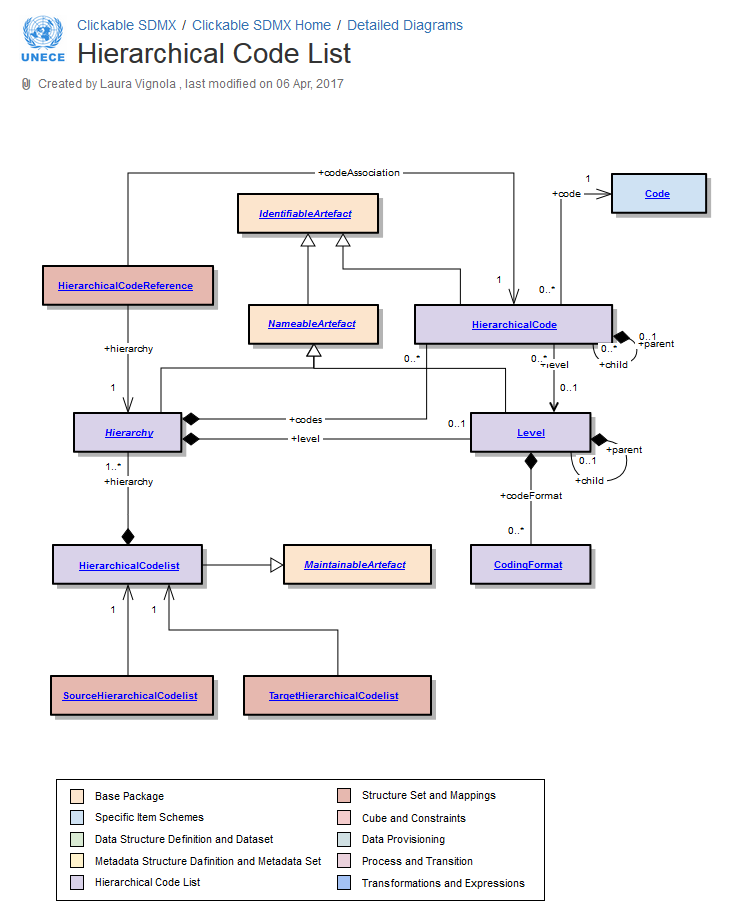 Clickable SDMX / Clickable SDMX Home / Detailed Diagrams
UNECE
Hierarchical Code List
Created by Laura Vignola , last modified on 06 Apr, 2017
+codeAssociation
1
+code
Code
IdentifiableArtefact
HierarchicalCodeReference
1
0..*
NameableArtefact
HierarchicalCode
+hierarchy
0..*
0..*
+level
0..*
0..1
+parent
+child
1
0..1
Hierarchy
+codes
+level
0..1
Level
+parent
0..1
+child
1..*
+hierarchy
+codeFormat
0..*
HierarchicalCodelist
MaintainableArtefact
CodingFormat
1
1
SourceHierarchicalCodelist
TargetHierarchicalCodelist
Base Package
Structure Set and Mappings
Specific Item Schemes
Cube and Constraints
Data Structure Definition and Dataset
Data Provisioning
Metadata Structure Dafinition and Metadata Set
Process and Transition
Hierarchical Code List
Transformations and Expressions